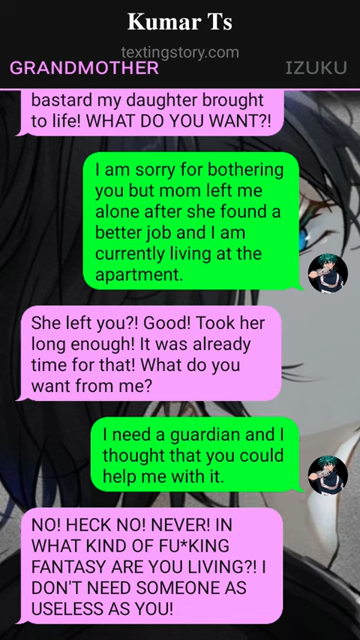 Kumar Ts
textingstory.com
GRANDMOTHER
IZUKU
bastard my daughter brought
to life! WHAT DO YOU WANT?!
I am sorry for bothering
you but mom left me
alone after she found a
better job and I am
currently living at the
apartment.
She left you?! Good! Took her
long enough! It was already
time for that! What do you
want from me?
I need a guardian and I
thought that you could
help me with it.
NO! HECK NO! NEVER! IN
WHAT KIND OF FU*KING
FANTASY ARE YOU LIVING?! I
DON'T NEED SOMEONE AS
USELESS AS YOU!